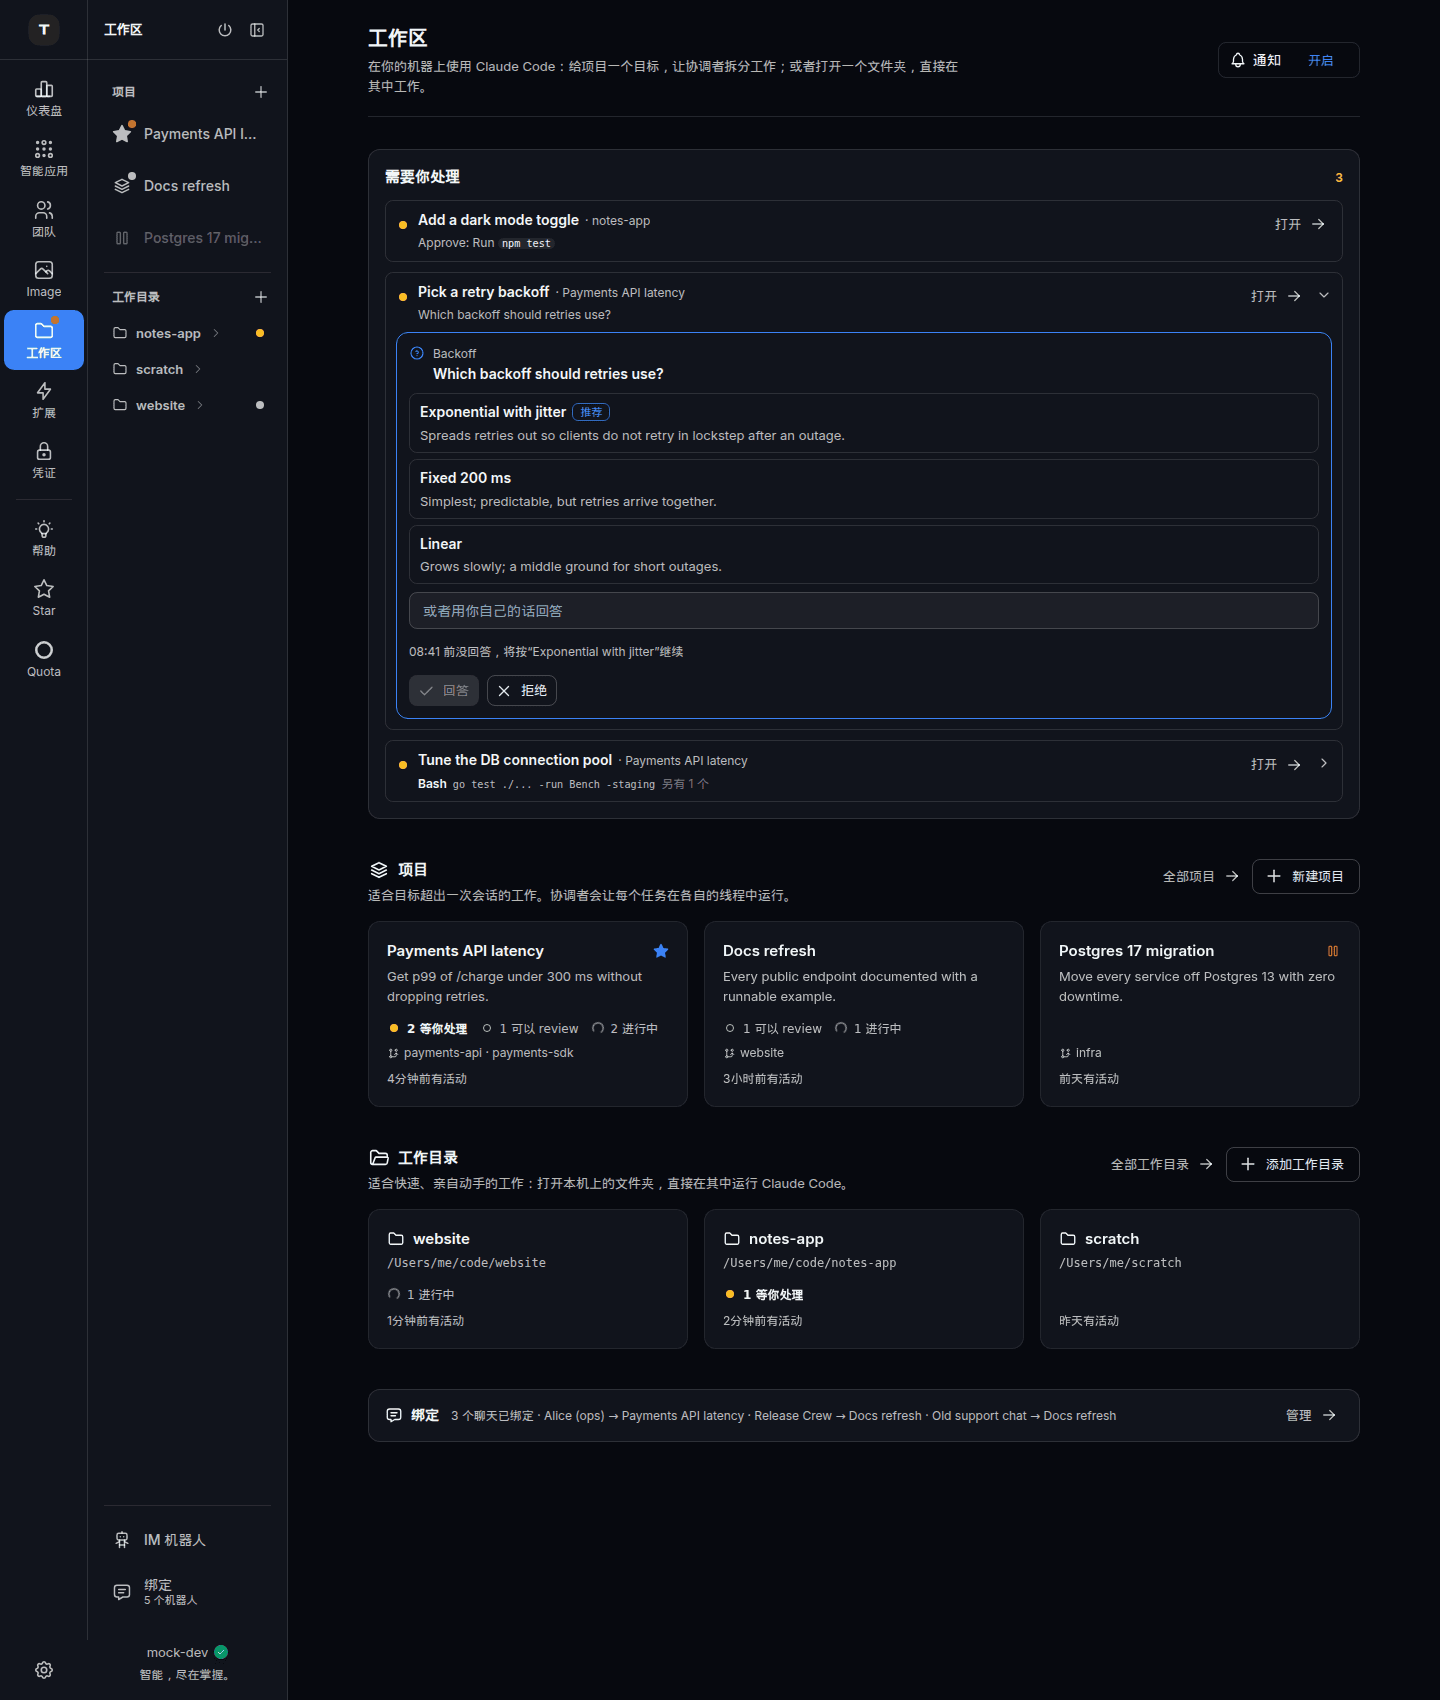 T
工作区
仪表盘
智能应用
团队
Image
工作区
扩展
凭证
帮助
Star
Quota
项目
Payments API l...
Docs refresh
Postgres 17 mig...
工作目录
notes-app
scratch
website
IM 机器人
绑定
5 个机器人
mock-dev
智能，尽在掌握。
工作区
在你的机器上使用 Claude Code：给项目一个目标，让协调者拆分工作；或者打开一个文件夹，直接在
其中工作。
通知 开启
需要你处理 3
Add a dark mode toggle · notes-app 打开
Approve: Run npm test
Pick a retry backoff · Payments API latency 打开
Which backoff should retries use?
Backoff
Which backoff should retries use?
Exponential with jitter 推荐
Spreads retries out so clients do not retry in lockstep after an outage.
Fixed 200 ms
Simplest; predictable, but retries arrive together.
Linear
Grows slowly; a middle ground for short outages.
或者用你自己的话回答
08:41 前没回答，将按“Exponential with jitter”继续
回答 拒绝
Tune the DB connection pool · Payments API latency 打开
Bash go test ./... -run Bench -staging 另有 1 个
项目 全部项目 新建项目
适合目标超出一次会话的工作。协调者会让每个任务在各自的线程中运行。
Payments API latency
Get p99 of /charge under 300 ms without
dropping retries.
2 等你处理 1 可以 review 2 进行中
payments-api · payments-sdk
4分钟前有活动
Docs refresh
Every public endpoint documented with a
runnable example.
1 可以 review 1 进行中
website
3小时前有活动
Postgres 17 migration
Move every service off Postgres 13 with zero
downtime.
infra
前天有活动
工作目录 全部工作目录 添加工作目录
适合快速、亲自动手的工作：打开本机上的文件夹，直接在其中运行 Claude Code。
website
/Users/me/code/website
1 进行中
1分钟前有活动
notes-app
/Users/me/code/notes-app
1 等你处理
2分钟前有活动
scratch
/Users/me/scratch
昨天有活动
绑定 3 个聊天已绑定 · Alice (ops) → Payments API latency · Release Crew → Docs refresh · Old support chat → Docs refresh 管理